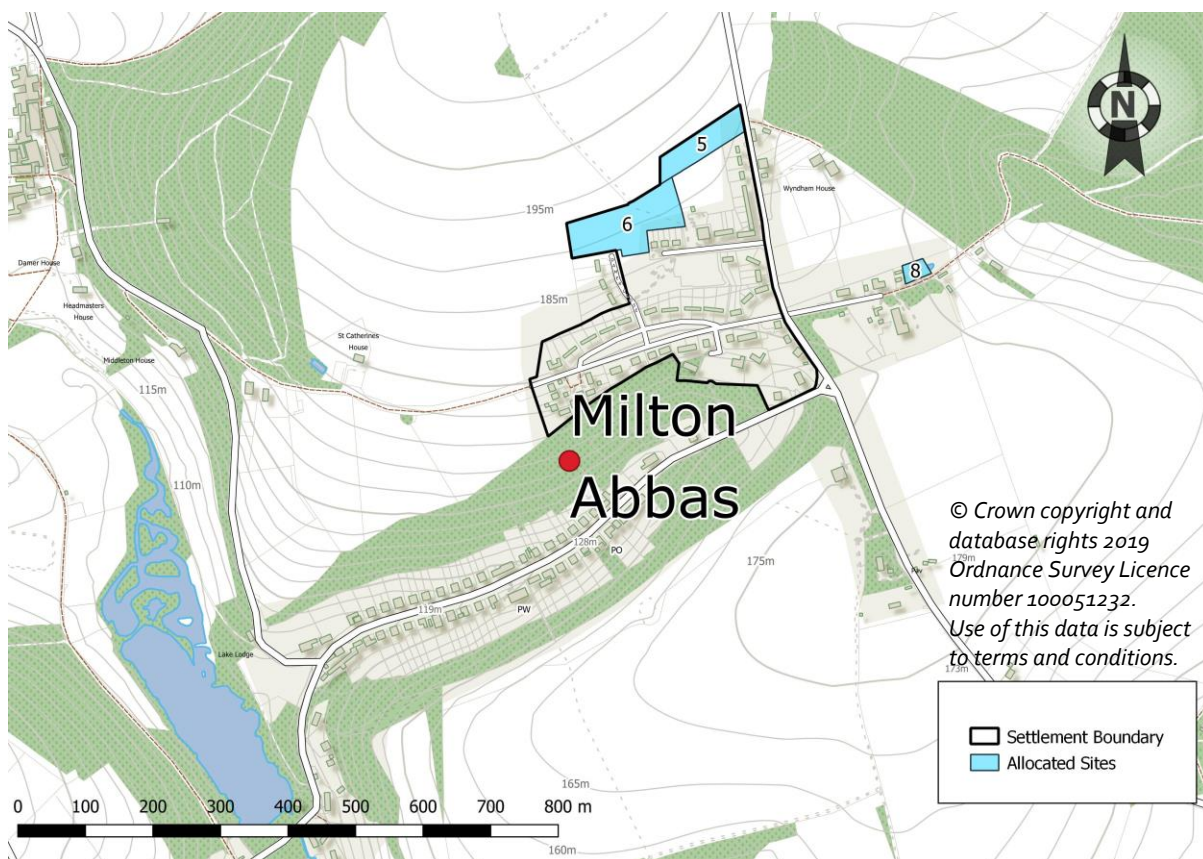 N
5
Wyndham House
195m
6
8
185m
Damer House
Headmasters
House
St Catherines
House
Middleton House
115m
Milton
Abbas
110m
128m
PO
175m
© Crown copyright and
database rights 2019
179m
Ordnance Survey Licence
number 100051232.
Use of this data is subject
to terms and conditions.
119m
PW
Lake Lodge
173m
Settlement Boundary
Allocated Sites
165m
0 100 200 300 400 500 600 700 800 m
160m